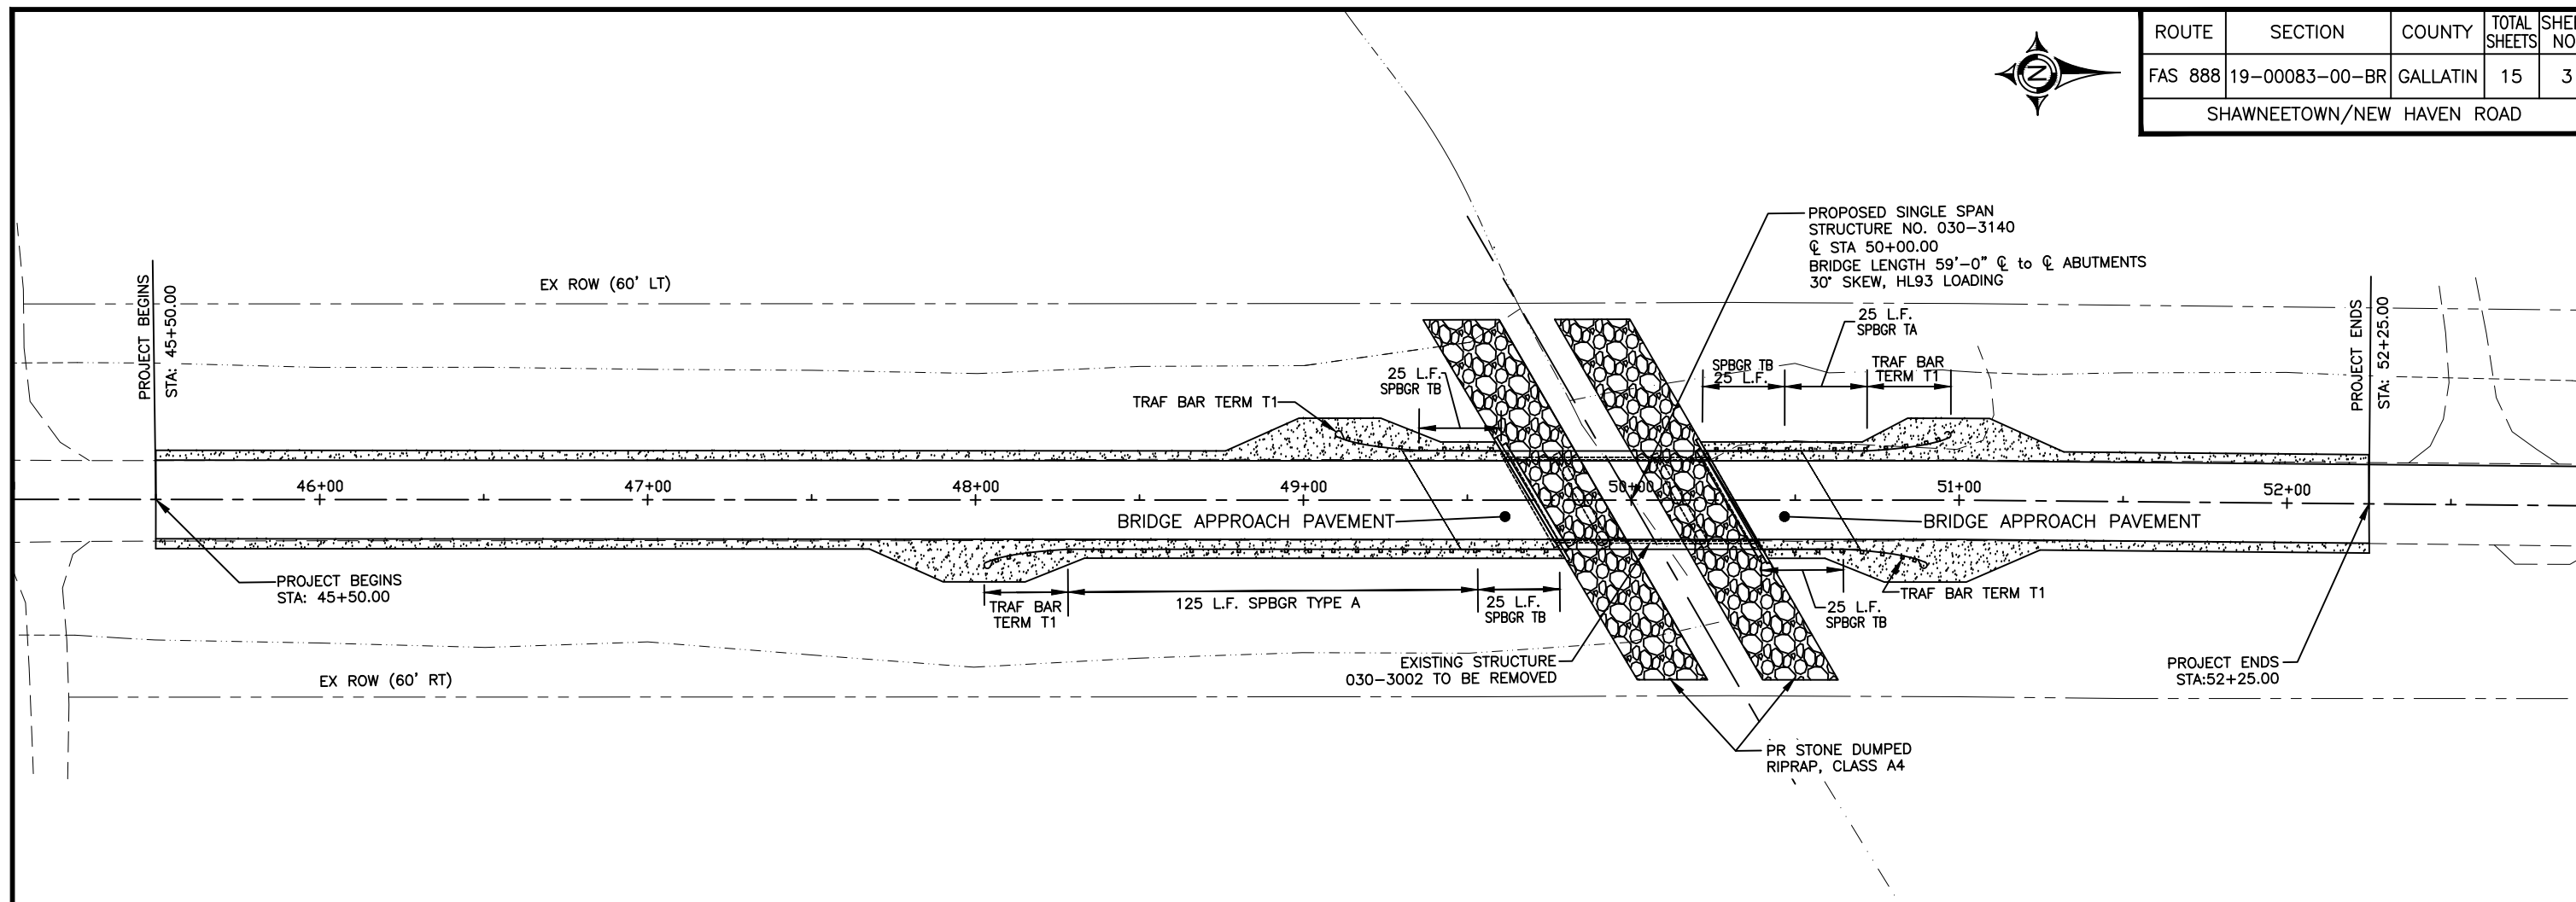 ROUTE SECTION COUNTY TOTAL SHEETS
FAS 888 19-00083-00-BR GALLATIN 15 3
SHAWNEETOWN/NEW HAVEN ROAD
N
PROPOSED SINGLE SPAN
STRUCTURE NO. 030-3140
℄ STA 50+00.00
BRIDGE LENGTH 59'-0" ℄ to ℄ ABUTMENTS
30° SKEW, HL93 LOADING
EX ROW (60' LT)
PROJECT BEGINS
STA: 45+50.00
PROJECT ENDS
STA: 52+25.00
25 L.F.
SPBGR TA
25 L.F.
SPBGR TB
SPBGR TB
25 L.F.
TRAF BAR
TERM T1
TRAF BAR TERM T1
46+00
47+00
48+00
49+00
50+00
51+00
52+00
BRIDGE APPROACH PAVEMENT
BRIDGE APPROACH PAVEMENT
PROJECT BEGINS
STA: 45+50.00
TRAF BAR
TERM T1
125 L.F. SPBGR TYPE A
25 L.F.
SPBGR TB
25 L.F.
SPBGR TB
TRAF BAR TERM T1
EXISTING STRUCTURE
030-3002 TO BE REMOVED
PROJECT ENDS
STA:52+25.00
EX ROW (60' RT)
PR STONE DUMPED
RIPRAP, CLASS A4